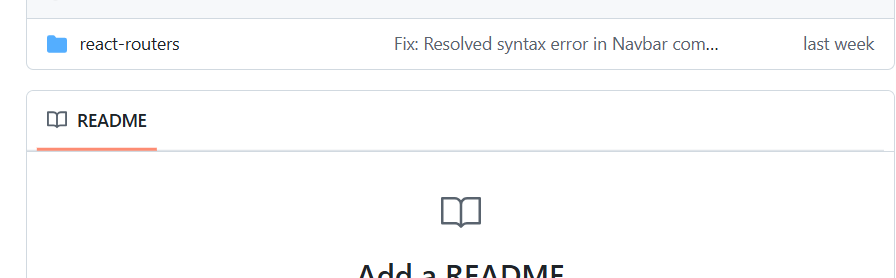 react-routers Fix: Resolved syntax error in Navbar com... last week
README
Add a README